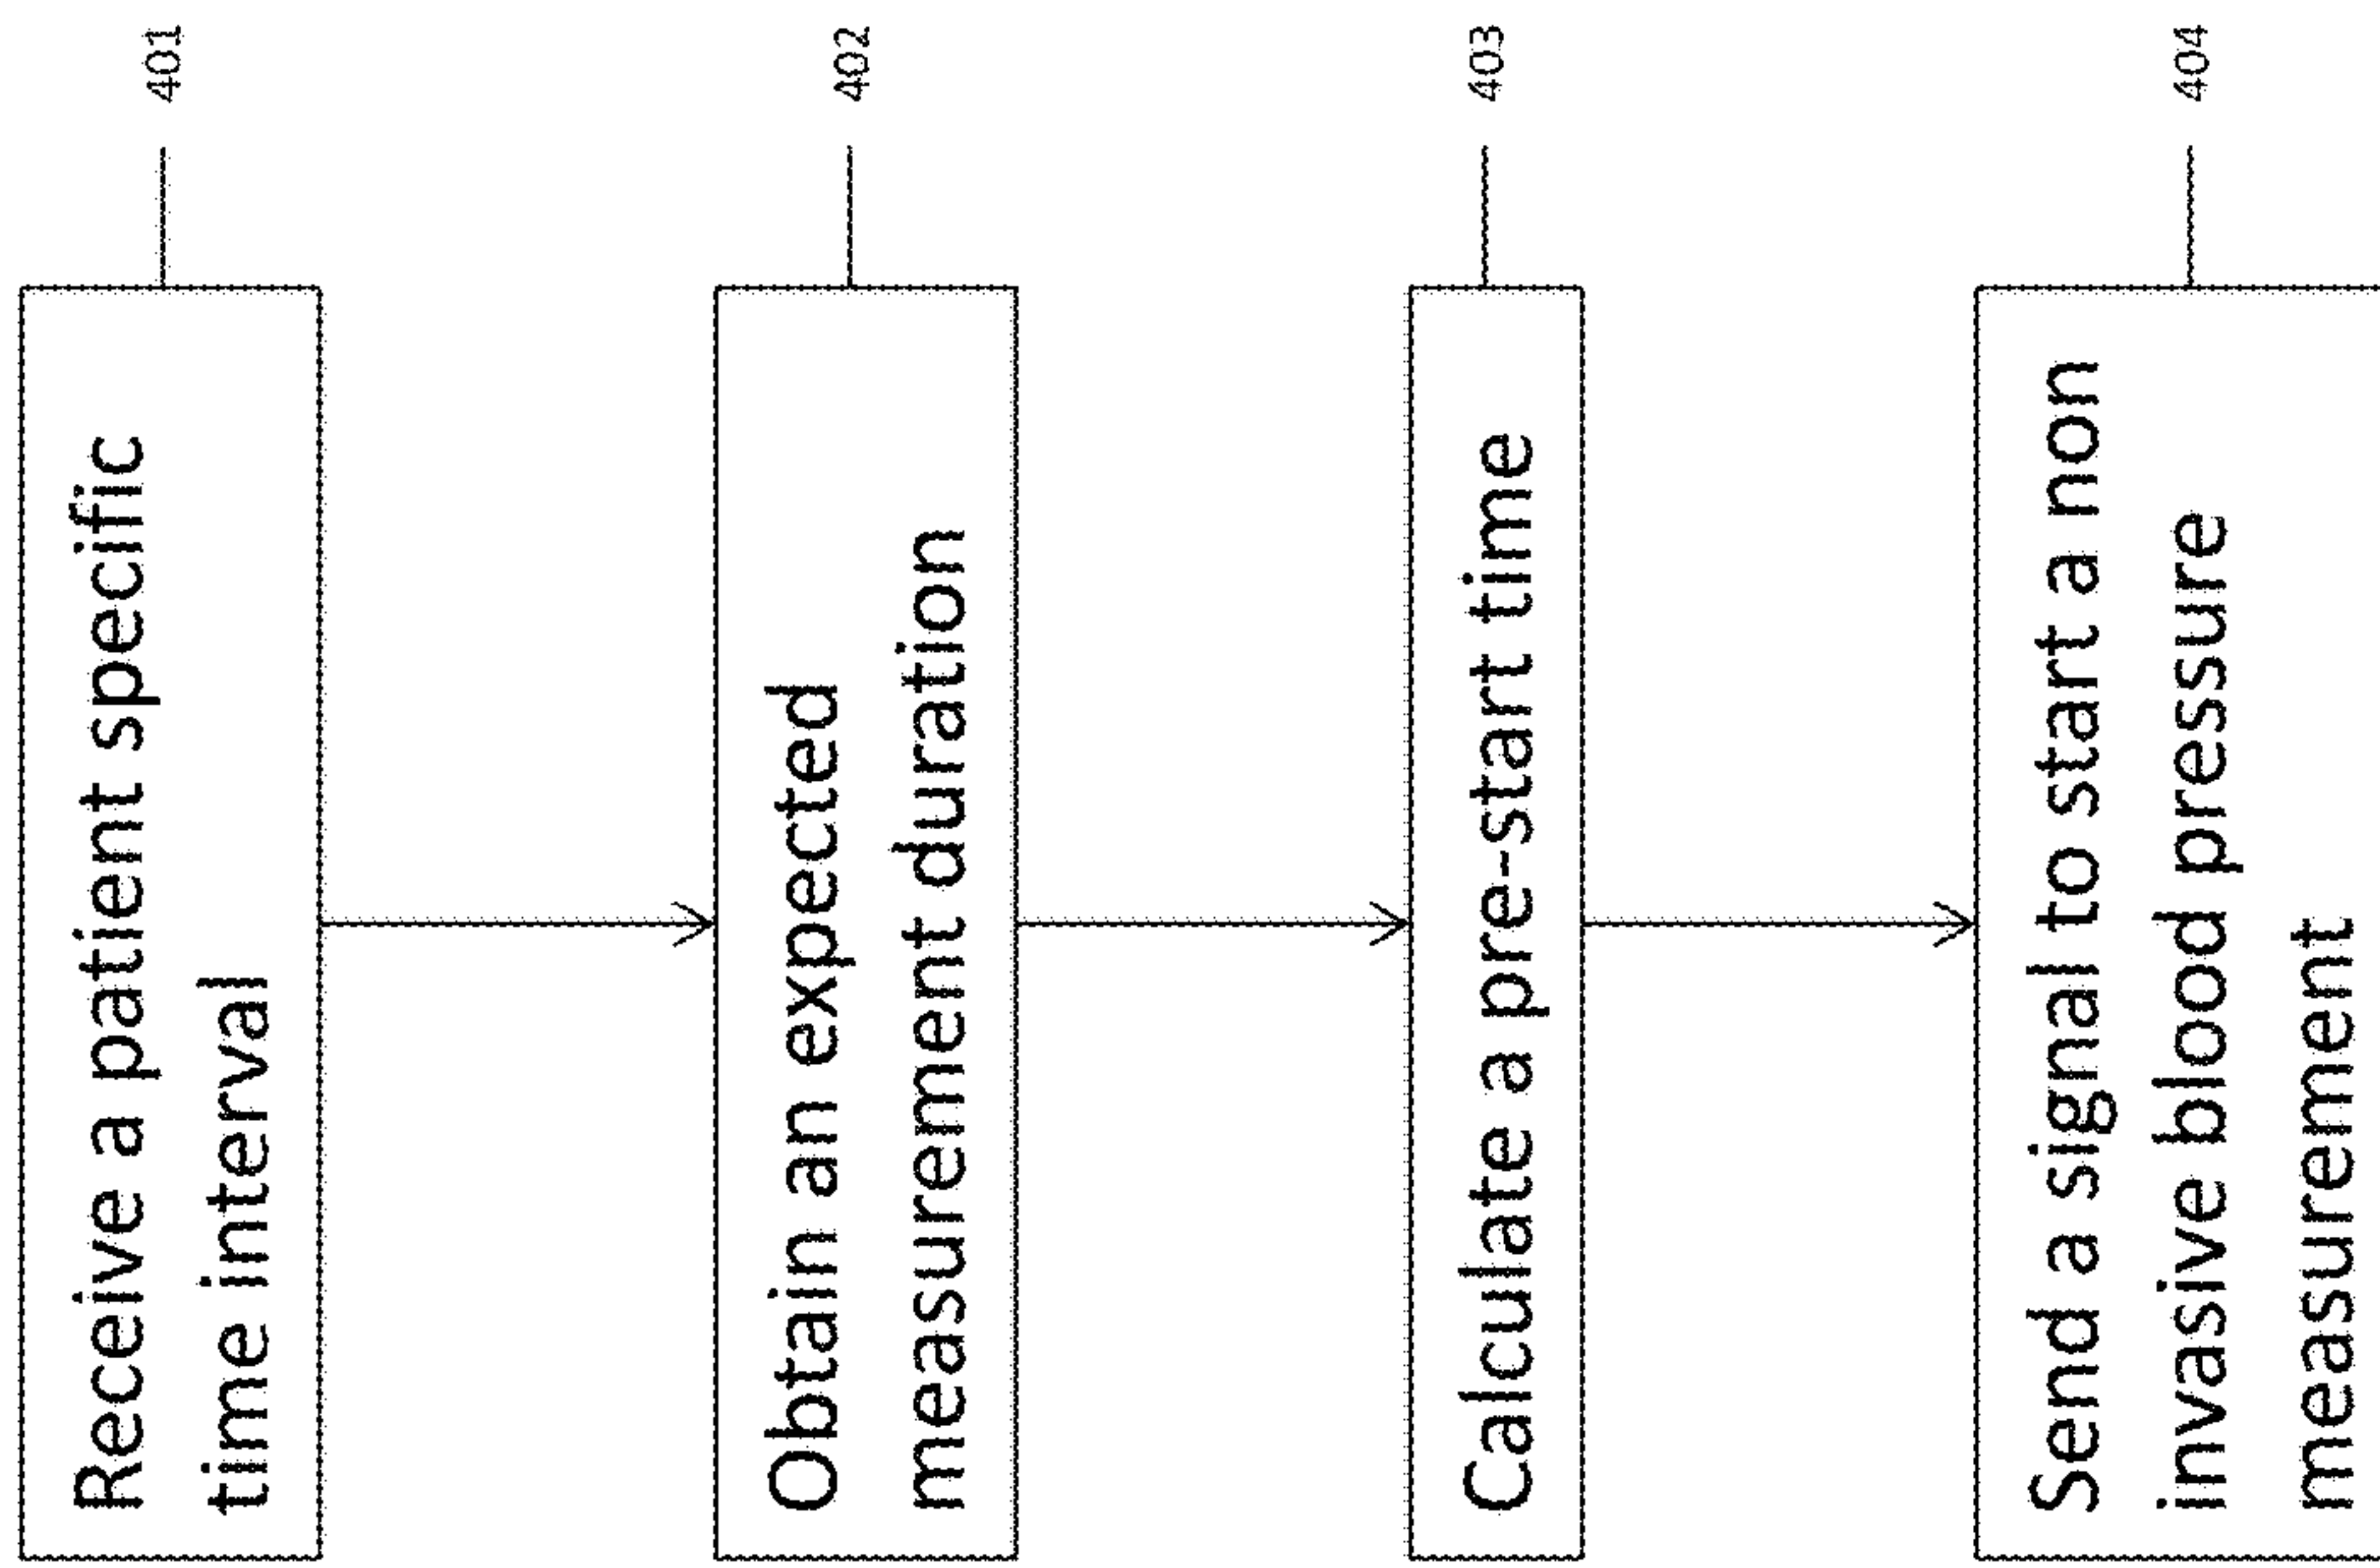 Receive a patient specific
time interval
401
Obtain an expected
measurement duration
402
Calculate a pre-start time
403
Send a signal to start a non
invasive blood pressure
measurement
404